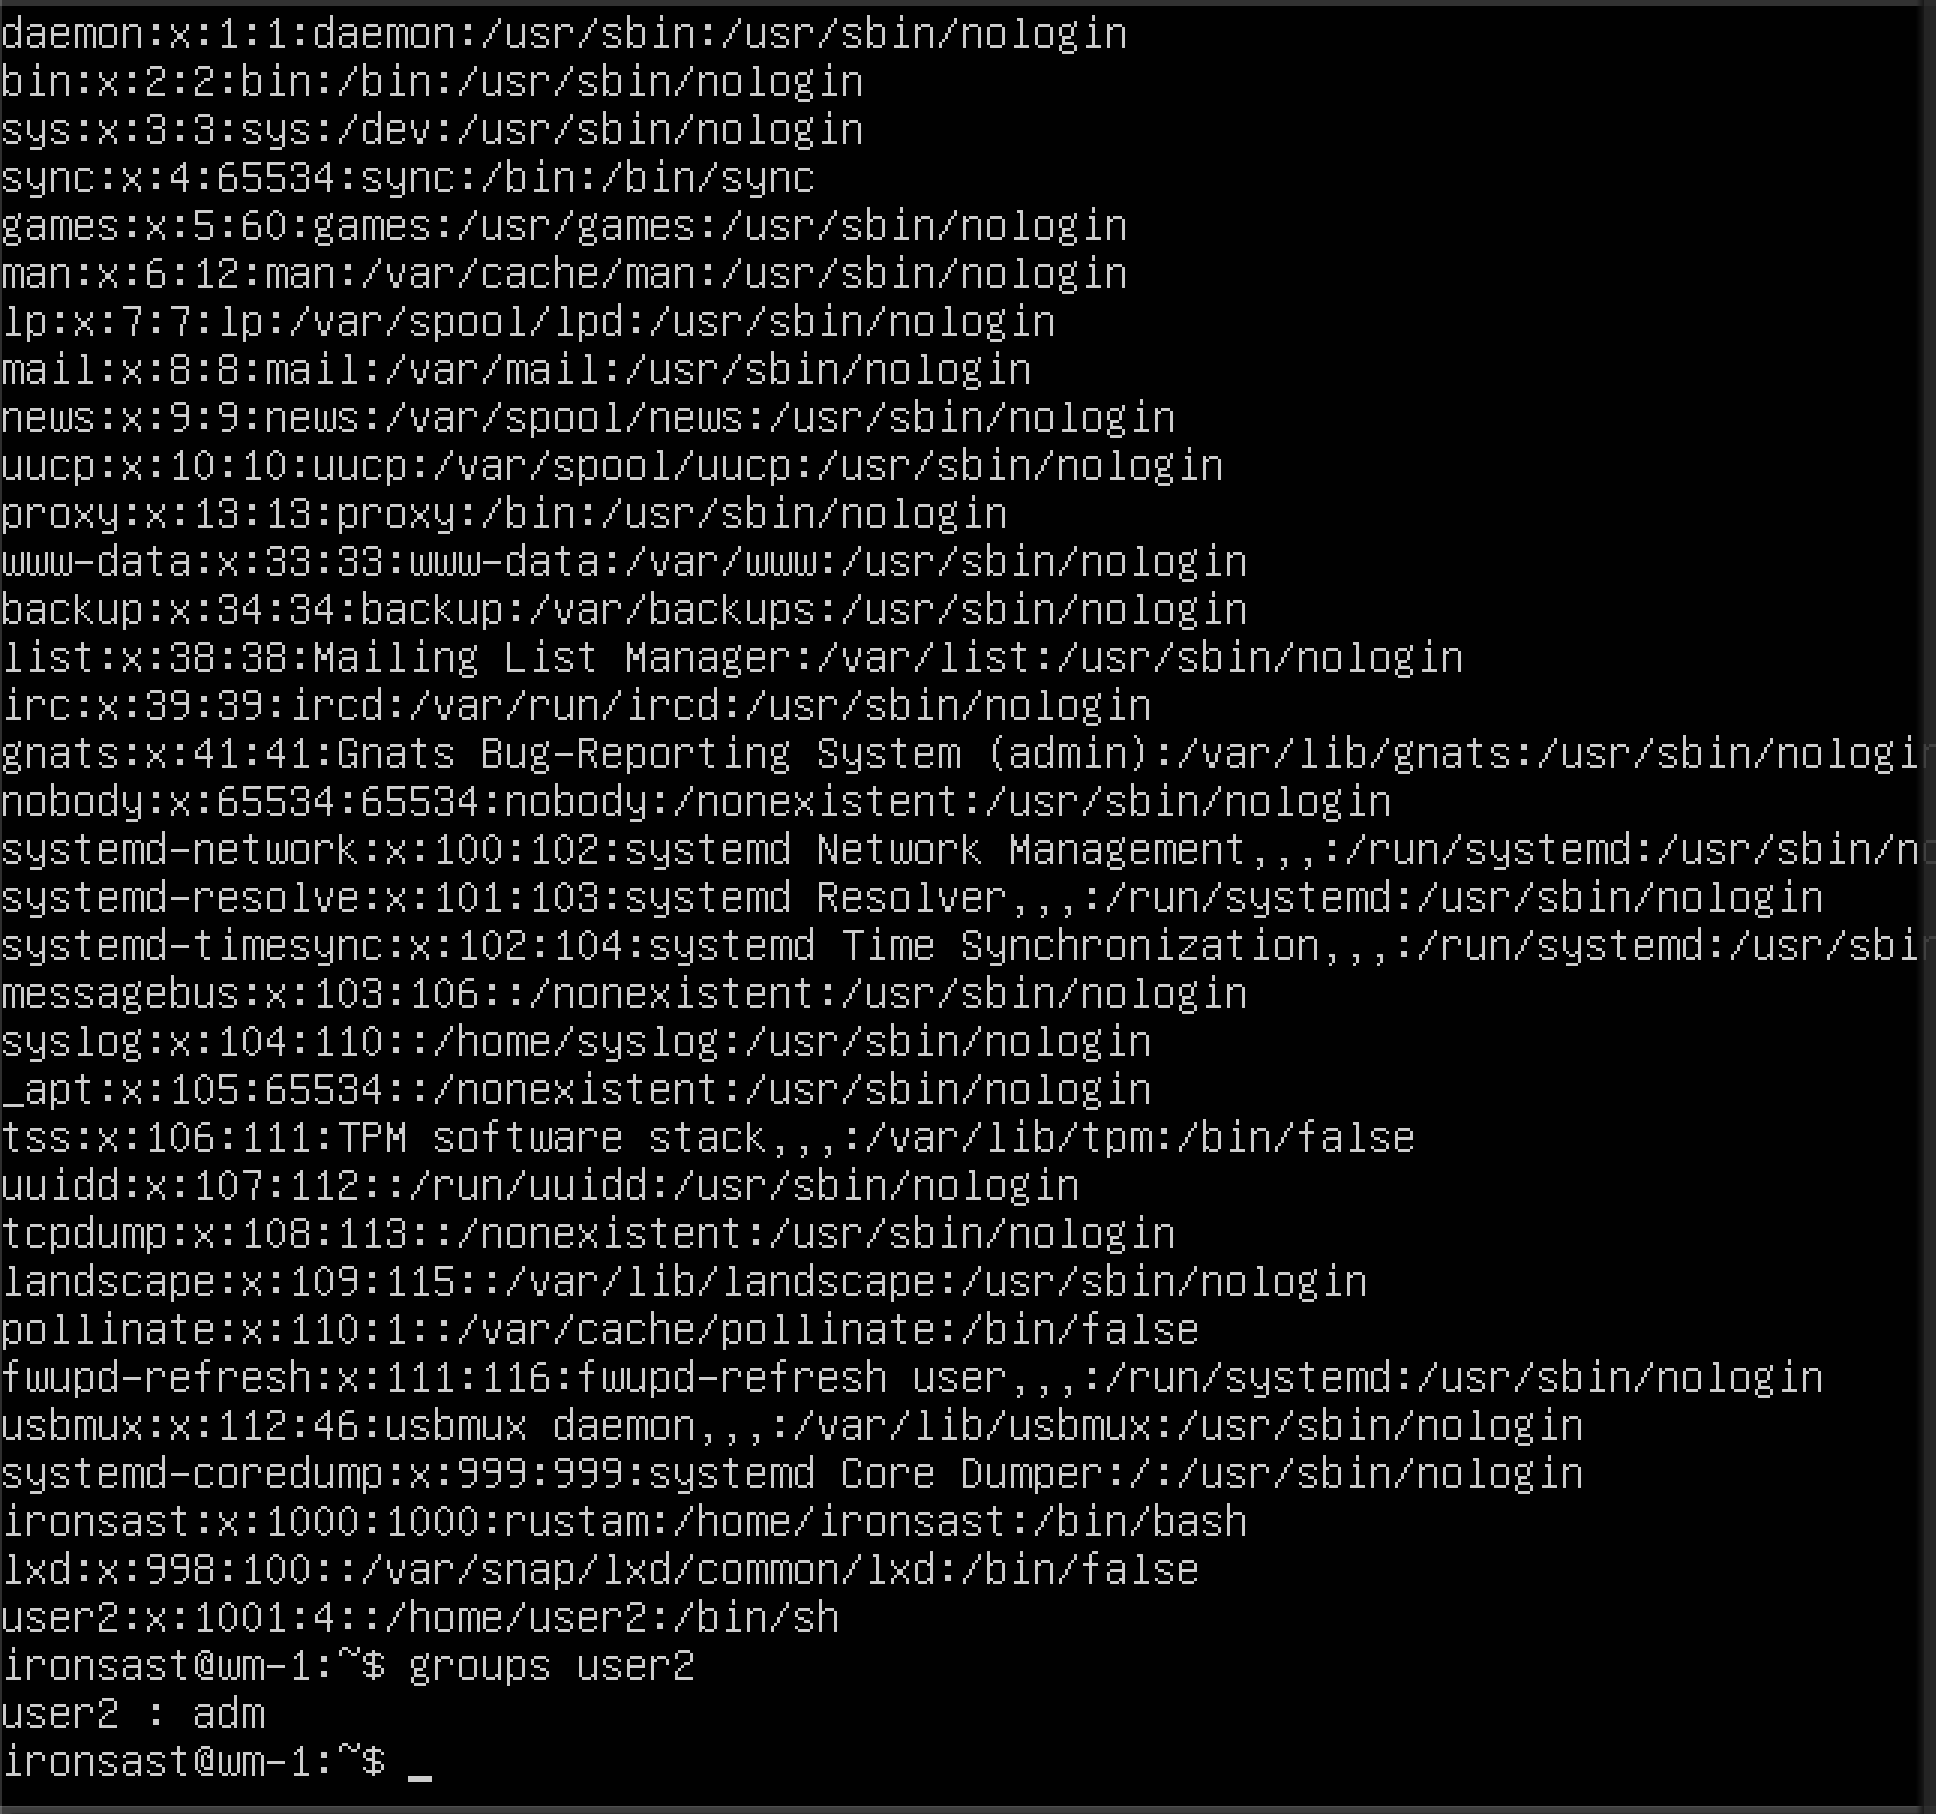 daemon:x:1:1:daemon:/usr/sbin:/usr/sbin/nologin
bin:x:2:2:bin:/bin:/usr/sbin/nologin
sys:x:3:3:sys:/dev:/usr/sbin/nologin
sync:x:4:65534:sync:/bin:/bin/sync
games:x:5:60:games:/usr/games:/usr/sbin/nologin
man:x:6:12:man:/var/cache/man:/usr/sbin/nologin
lp:x:7:7:lp:/var/spool/lpd:/usr/sbin/nologin
mail:x:8:8:mail:/var/mail:/usr/sbin/nologin
news:x:9:9:news:/var/spool/news:/usr/sbin/nologin
uucp:x:10:10:uucp:/var/spool/uucp:/usr/sbin/nologin
proxy:x:13:13:proxy:/bin:/usr/sbin/nologin
www-data:x:33:33:www-data:/var/www:/usr/sbin/nologin
backup:x:34:34:backup:/var/backups:/usr/sbin/nologin
list:x:38:38:Mailing List Manager:/var/list:/usr/sbin/nologin
irc:x:39:39:ircd:/var/run/ircd:/usr/sbin/nologin
gnats:x:41:41:Gnats Bug-Reporting System (admin):/var/lib/gnats:/usr/sbin/nologin
nobody:x:65534:65534:nobody:/nonexistent:/usr/sbin/nologin
systemd-network:x:100:102:systemd Network Management,,,:/run/systemd:/usr/sbin/no
systemd-resolve:x:101:103:systemd Resolver,,,:/run/systemd:/usr/sbin/nologin
systemd-timesync:x:102:104:systemd Time Synchronization,,,:/run/systemd:/usr/sbin
messagebus:x:103:106::/nonexistent:/usr/sbin/nologin
syslog:x:104:110::/home/syslog:/usr/sbin/nologin
_apt:x:105:65534::/nonexistent:/usr/sbin/nologin
tss:x:106:111:TPM software stack,,,:/var/lib/tpm:/bin/false
uuidd:x:107:112::/run/uuidd:/usr/sbin/nologin
tcpdump:x:108:113::/nonexistent:/usr/sbin/nologin
landscape:x:109:115::/var/lib/landscape:/usr/sbin/nologin
pollinate:x:110:1::/var/cache/pollinate:/bin/false
fwupd-refresh:x:111:116:fwupd-refresh user,,,:/run/systemd:/usr/sbin/nologin
usbmux:x:112:46:usbmux daemon,,,:/var/lib/usbmux:/usr/sbin/nologin
systemd-coredump:x:999:999:systemd Core Dumper:/:/usr/sbin/nologin
ironsast:x:1000:1000:rustam:/home/ironsast:/bin/bash
lxd:x:998:100::/var/snap/lxd/common/lxd:/bin/false
user2:x:1001:4::/home/user2:/bin/sh
ironsast@wm-1:~$ groups user2
user2 : adm
ironsast@wm-1:~$ _